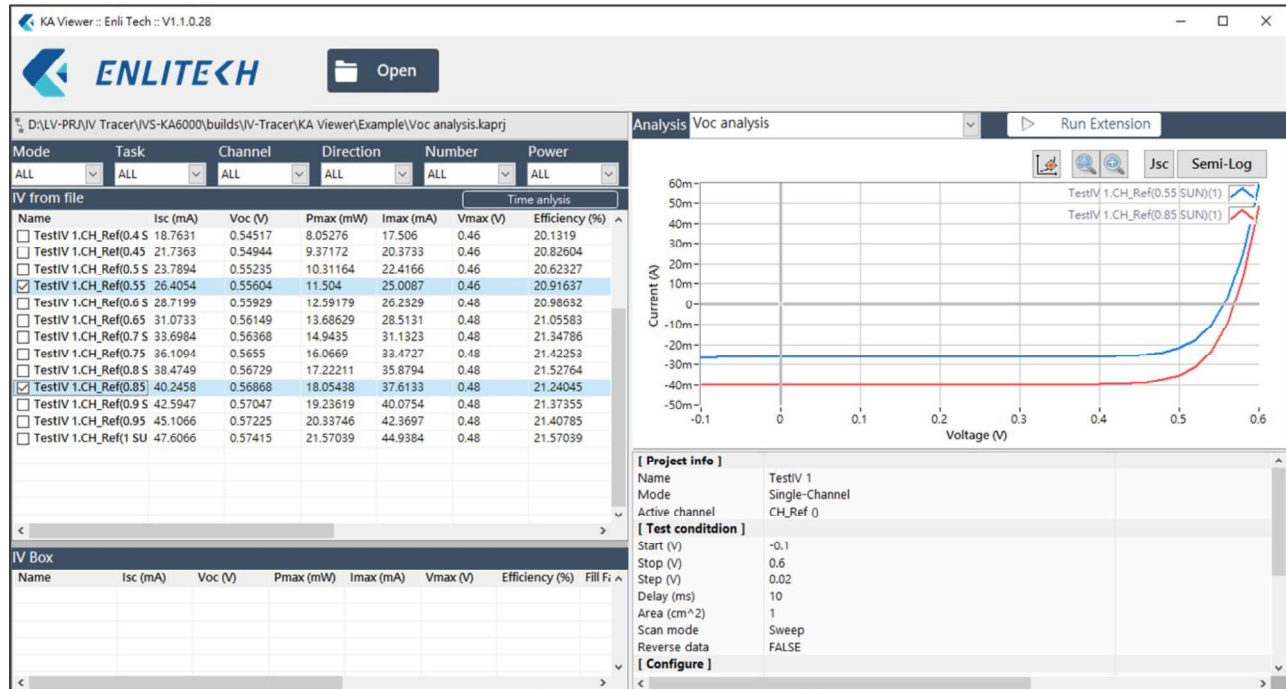 KA Viewer :: Enli Tech :: V1.1.0.28
ENLITECH
Open
D:\LV-PRJ\IV Tracer\IVS-KA6000\builds\IV-Tracer\KA Viewer\Example\Voc analysis.kaprj
Mode Task Channel Direction Number Power
ALL ALL ALL ALL ALL ALL
IV from file Time anlysis
Name Isc (mA) Voc (V) Pmax (mW) Imax (mA) Vmax (V) Efficiency (%)
TestIV 1.CH_Ref(0.4 S 18.7631 0.54517 8.05276 17.506 0.46 20.1319
TestIV 1.CH_Ref(0.45 21.7363 0.54944 9.37172 20.3733 0.46 20.82604
TestIV 1.CH_Ref(0.5 S 23.7894 0.55235 10.31164 22.4166 0.46 20.62327
TestIV 1.CH_Ref(0.55 26.4054 0.55604 11.504 25.0087 0.46 20.91637
TestIV 1.CH_Ref(0.6 S 28.7199 0.55929 12.59179 26.2329 0.48 20.98632
TestIV 1.CH_Ref(0.65 31.0733 0.56149 13.68629 28.5131 0.48 21.05583
TestIV 1.CH_Ref(0.7 S 33.6984 0.56368 14.9435 31.1323 0.48 21.34786
TestIV 1.CH_Ref(0.75 36.1094 0.5655 16.0669 33.4727 0.48 21.42253
TestIV 1.CH_Ref(0.8 S 38.4749 0.56729 17.22211 35.8794 0.48 21.52764
TestIV 1.CH_Ref(0.85 40.2458 0.56868 18.05438 37.6133 0.48 21.24045
TestIV 1.CH_Ref(0.9 S 42.5947 0.57047 19.23619 40.0754 0.48 21.37355
TestIV 1.CH_Ref(0.95 45.1066 0.57225 20.33746 42.3697 0.48 21.40785
TestIV 1.CH_Ref(1 SU 47.6066 0.57415 21.57039 44.9384 0.48 21.57039
IV Box
Name Isc (mA) Voc (V) Pmax (mW) Imax (mA) Vmax (V) Efficiency (%) Fill Fa
Analysis Voc analysis Run Extension
Jsc Semi-Log
TestIV 1.CH_Ref(0.55 SUN)(1)
TestIV 1.CH_Ref(0.85 SUN)(1)
Current (A)
60m
50m
40m
30m
20m
10m
0
-10m
-20m
-30m
-40m
-50m
-0.1 0 0.1 0.2 0.3 0.4 0.5 0.6
Voltage (V)
[ Project info ]
Name TestIV 1
Mode Single-Channel
Active channel CH_Ref ()
[ Test conditdion ]
Start (V) -0.1
Stop (V) 0.6
Step (V) 0.02
Delay (ms) 10
Area (cm^2) 1
Scan mode Sweep
Reverse data FALSE
[ Configure ]